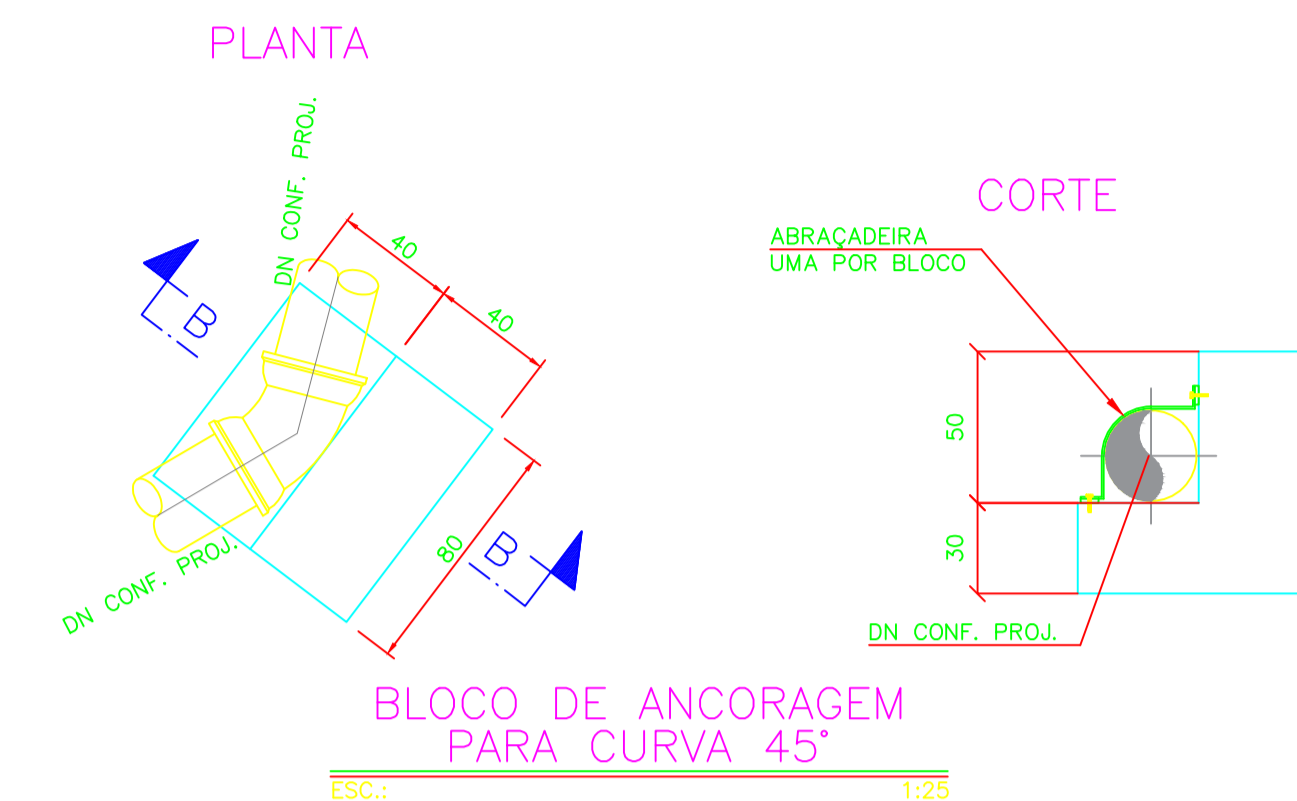 PLANTA
DN CONF. PROJ.
40
40
B
80
B
DN CONF. PROJ.
CORTE
ABRAÇADEIRA
UMA POR BLOCO
50
30
DN CONF. PROJ.
BLOCO DE ANCORAGEM
PARA CURVA 45°
ESC.: 1:25